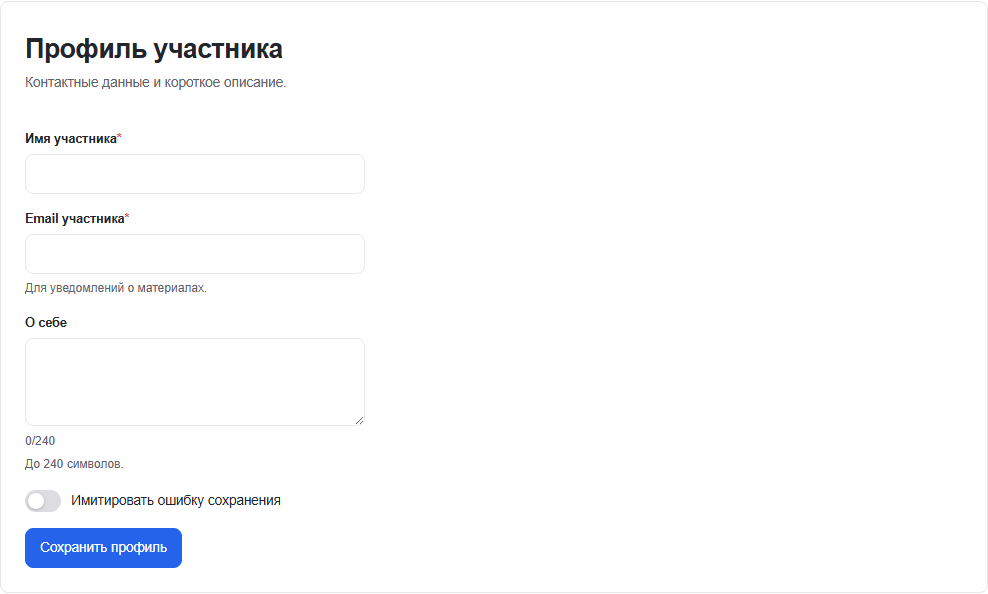 Профиль участника
Контактные данные и короткое описание.
Имя участника*
Email участника*
Для уведомлений о материалах.
О себе
0/240
До 240 символов.
Имитировать ошибку сохранения
Сохранить профиль